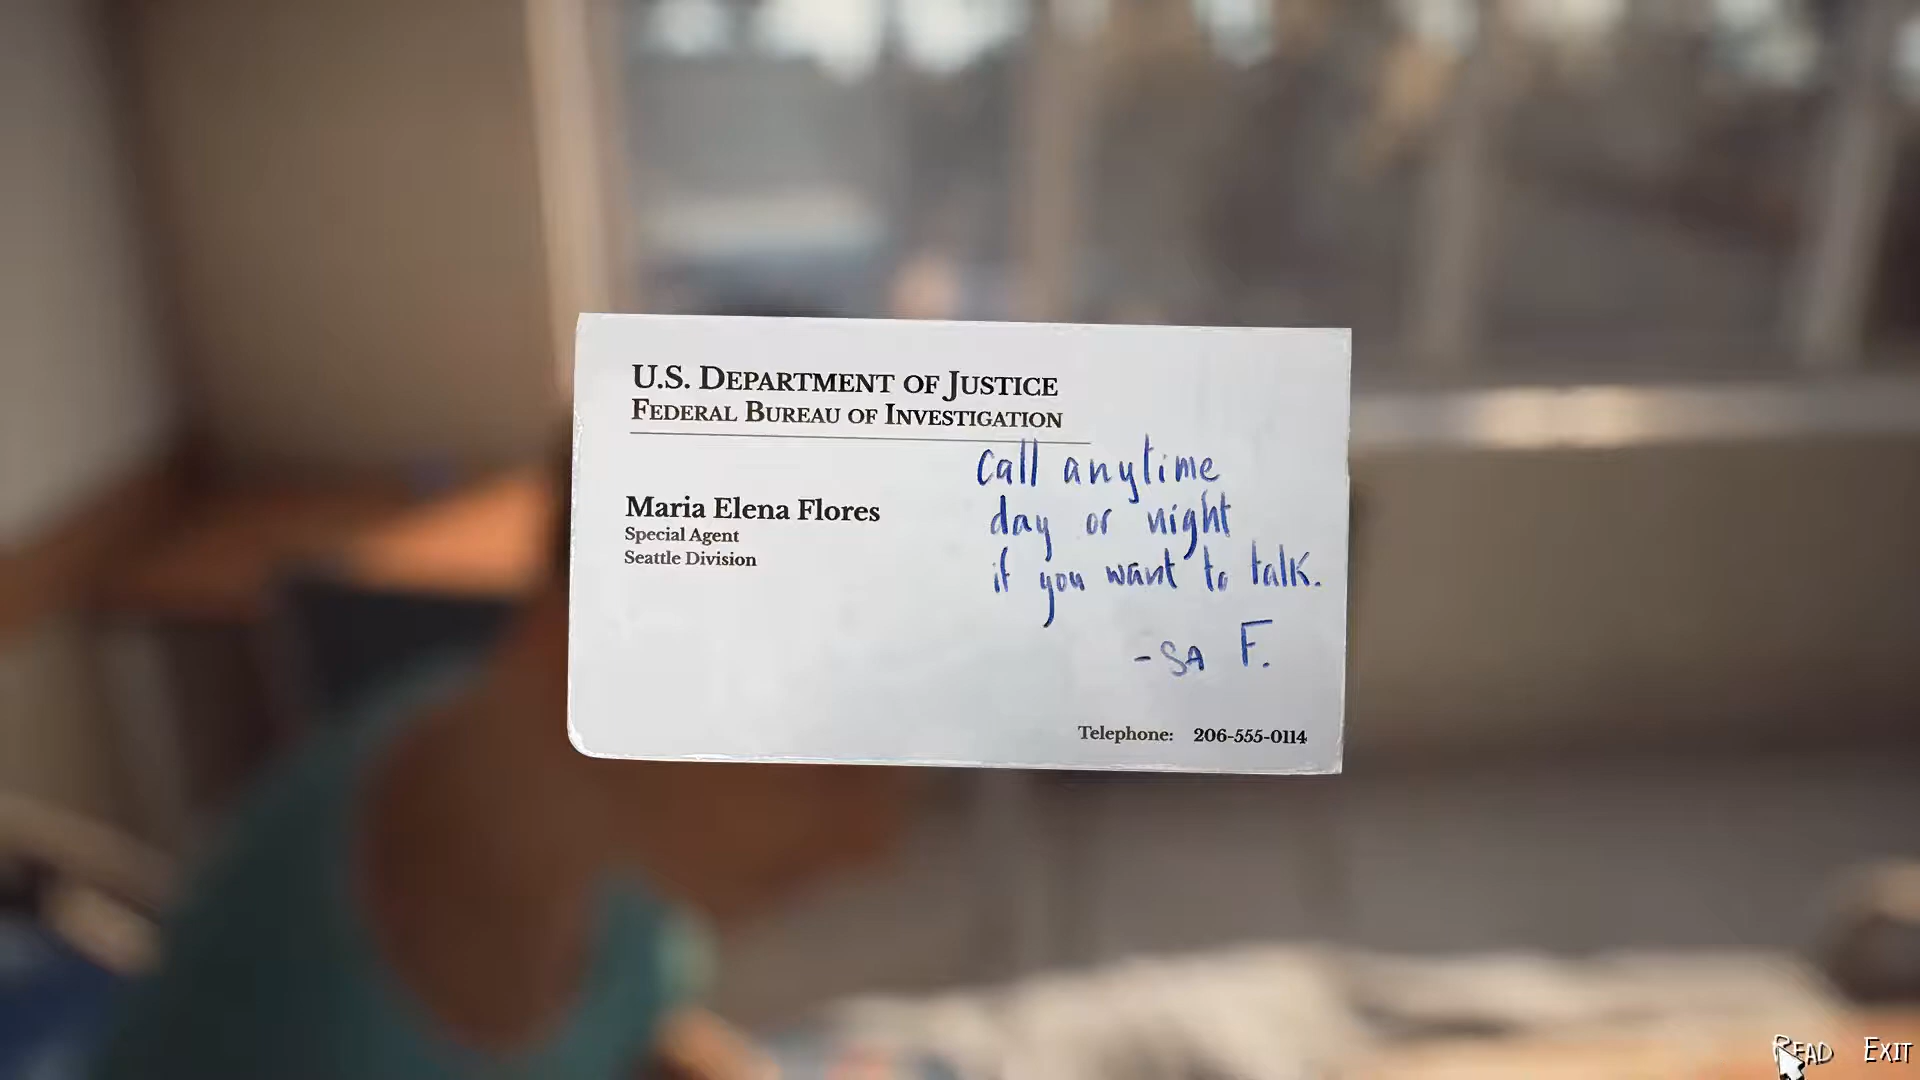 U.S. Department of Justice
Federal Bureau of Investigation
Call anytime
day or night
if you want to talk.
- SA F.
Maria Elena Flores
Special Agent
Seattle Division
Telephone: 206-555-0114
Read Exit